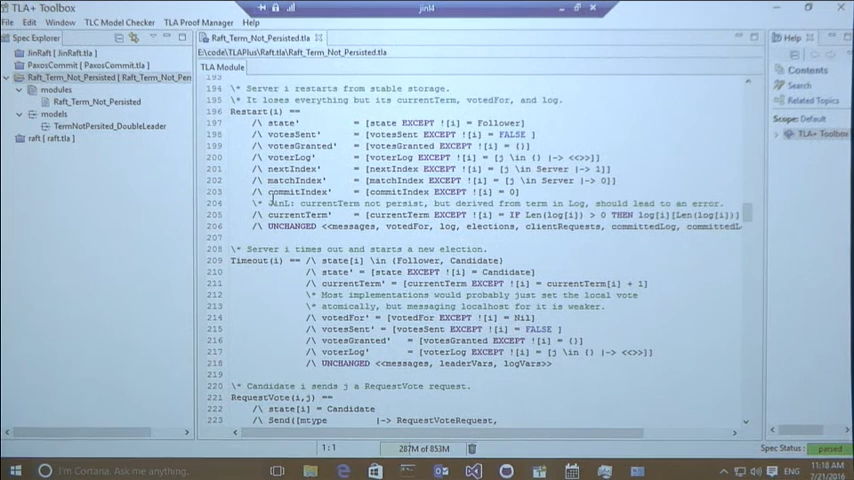 TLA+ Toolbox
jinl4
File Edit Window TLC Model Checker TLA Proof Manager Help
Spec Explorer
JinRaft [ JinRaft.tla ]
PaxosCommit [ PaxosCommit.tla ]
Raft_Term_Not_Persisted [ Raft_Term_Not_Per
modules
Raft_Term_Not_Persisted
models
TermNotPersited_DoubleLeader
raft [ raft.tla ]
Raft_Term_Not_Persisted.tla
E:\code\TLAPlus\Raft.tla\Raft_Term_Not_Persisted.tla
TLA Module
193
194 \* Server i restarts from stable storage.
195 \* It loses everything but its currentTerm, votedFor, and log.
196 Restart(i) ==
197 /\ state' = [state EXCEPT ![i] = Follower]
198 /\ votesSent' = [votesSent EXCEPT ![i] = FALSE ]
199 /\ votesGranted' = [votesGranted EXCEPT ![i] = {}]
200 /\ voterLog' = [voterLog EXCEPT ![i] = [j \in {} |-> <<>>]]
201 /\ nextIndex' = [nextIndex EXCEPT ![i] = [j \in Server |-> 1]]
202 /\ matchIndex' = [matchIndex EXCEPT ![i] = [j \in Server |-> 0]]
203 /\ commitIndex' = [commitIndex EXCEPT ![i] = 0]
204 \* JinL: currentTerm not persist, but derived from term in Log, should lead to an error.
205 /\ currentTerm' = [currentTerm EXCEPT ![i] = IF Len(log[i]) > 0 THEN log[i][Len(log[i])]
206 /\ UNCHANGED <<messages, votedFor, log, elections, clientRequests, committedLog, committedL
207
208 \* Server i times out and starts a new election.
209 Timeout(i) == /\ state[i] \in {Follower, Candidate}
210 /\ state' = [state EXCEPT ![i] = Candidate]
211 /\ currentTerm' = [currentTerm EXCEPT ![i] = currentTerm[i] + 1]
212 \* Most implementations would probably just set the local vote
213 \* atomically, but messaging localhost for it is weaker.
214 /\ votedFor' = [votedFor EXCEPT ![i] = Nil]
215 /\ votesSent' = [votesSent EXCEPT ![i] = FALSE ]
216 /\ votesGranted' = [votesGranted EXCEPT ![i] = {}]
217 /\ voterLog' = [voterLog EXCEPT ![i] = [j \in {} |-> <<>>]]
218 /\ UNCHANGED <<messages, leaderVars, logVars>>
219
220 \* Candidate i sends j a RequestVote request.
221 RequestVote(i,j) ==
222 /\ state[i] = Candidate
223 /\ Send([mtype |-> RequestVoteRequest,
Help
Contents
Search
Related Topics
Scope: Default
TLA+ Toolbox
1 : 1
287M of 853M
Spec Status : parsed
I'm Cortana. Ask me anything.
ENG
11:18 AM
7/21/2016